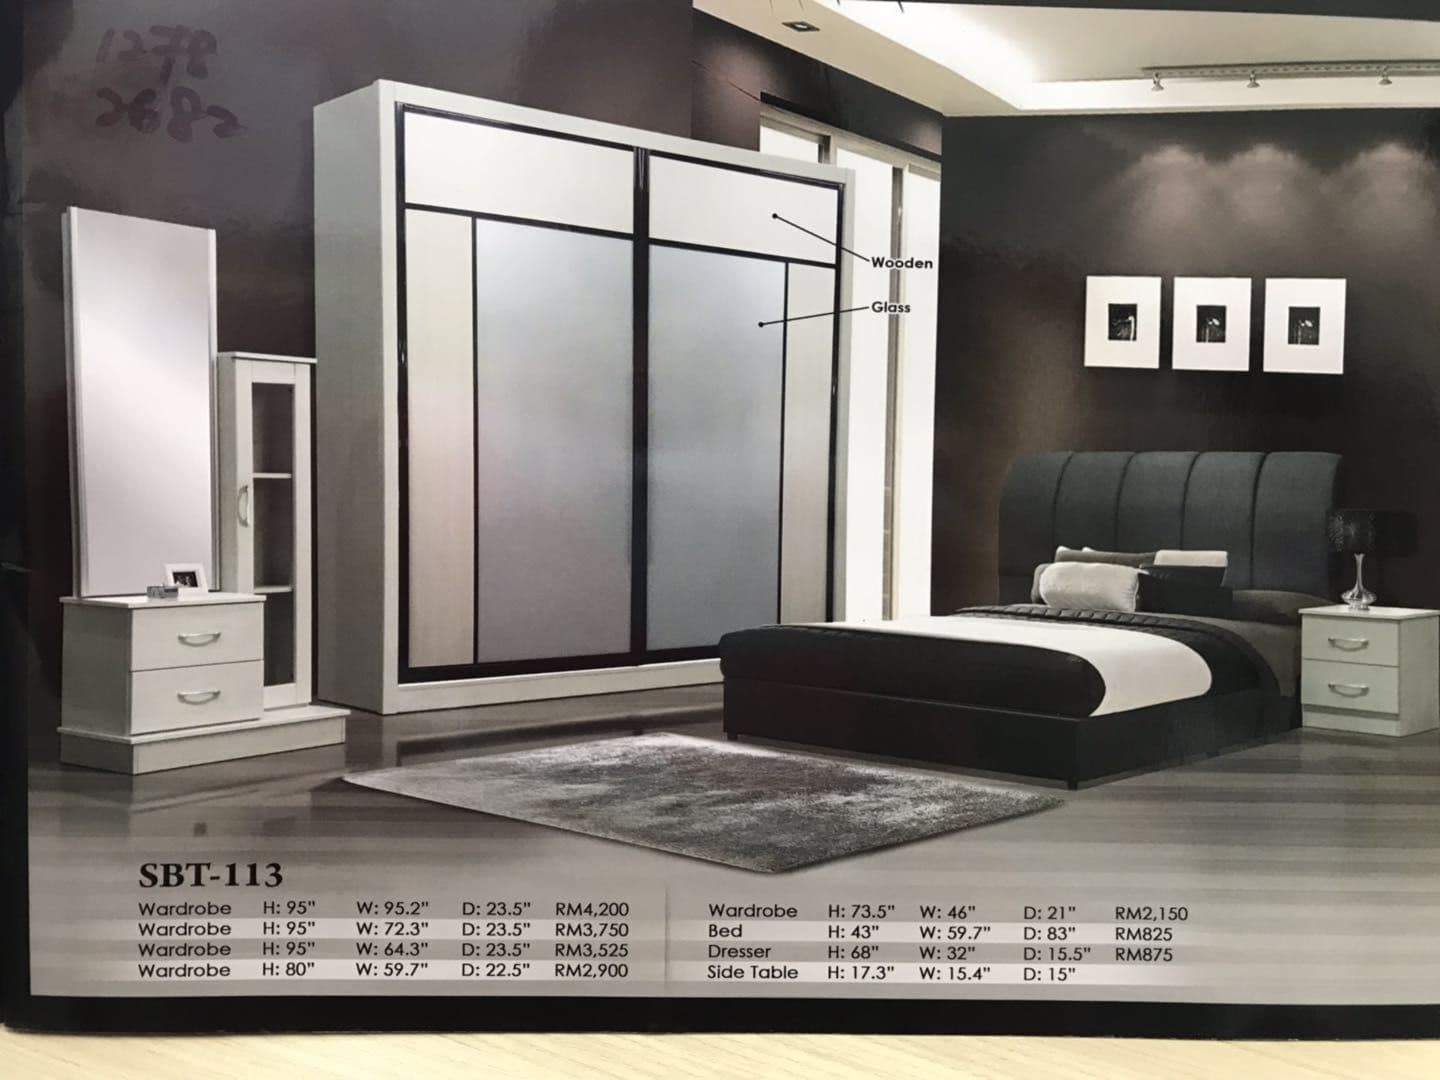 1278
2682
Wooden
Glass
SBT-113
Wardrobe H: 95" W: 95.2" D: 23.5" RM4,200
Wardrobe H: 95" W: 72.3" D: 23.5" RM3,750
Wardrobe H: 95" W: 64.3" D: 23.5" RM3,525
Wardrobe H: 80" W: 59.7" D: 22.5" RM2,900
Wardrobe H: 73.5" W: 46" D: 21" RM2,150
Bed H: 43" W: 59.7" D: 83" RM825
Dresser H: 68" W: 32" D: 15.5" RM875
Side Table H: 17.3" W: 15.4" D: 15"